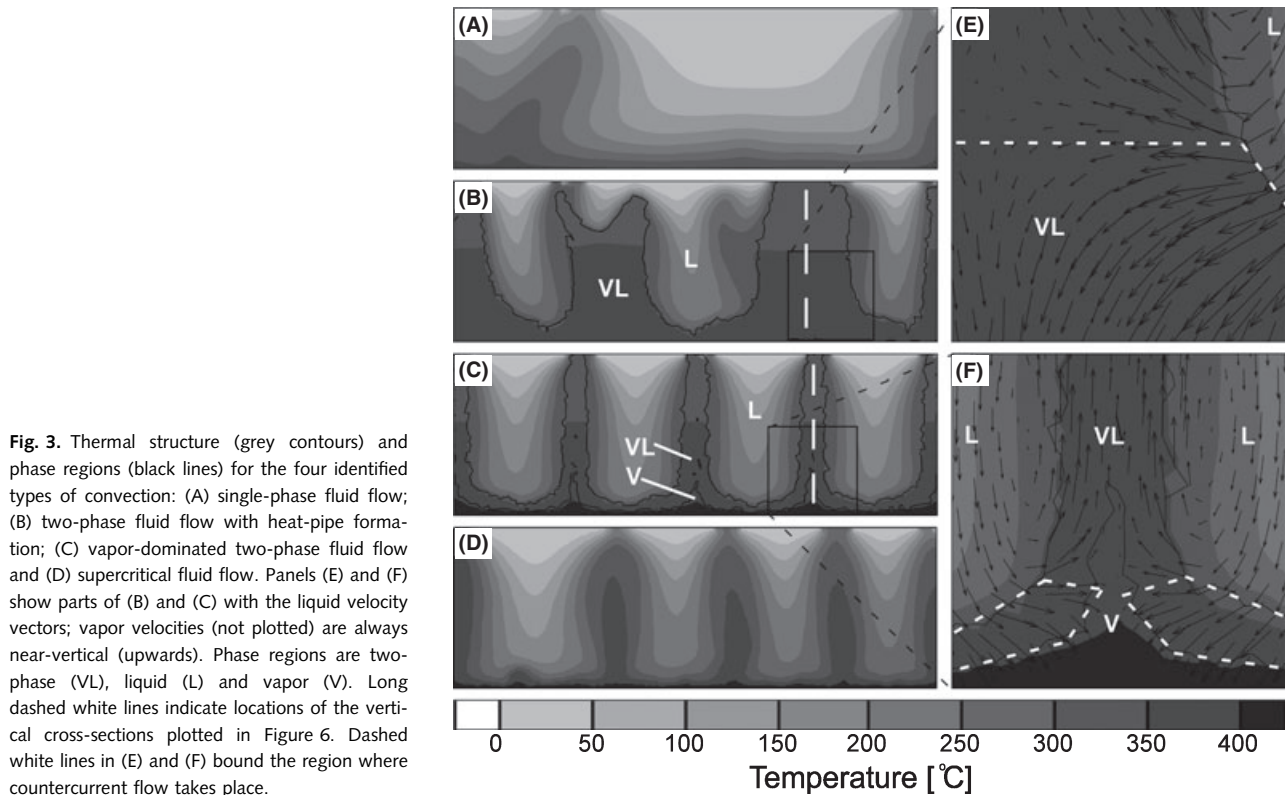 Fig. 3. Thermal structure (grey contours) and
phase regions (black lines) for the four identified
types of convection: (A) single-phase fluid flow;
(B) two-phase fluid flow with heat-pipe forma-
tion; (C) vapor-dominated two-phase fluid flow
and (D) supercritical fluid flow. Panels (E) and (F)
show parts of (B) and (C) with the liquid velocity
vectors; vapor velocities (not plotted) are always
near-vertical (upwards). Phase regions are two-
phase (VL), liquid (L) and vapor (V). Long
dashed white lines indicate locations of the verti-
cal cross-sections plotted in Figure 6. Dashed
white lines in (E) and (F) bound the region where
countercurrent flow takes place.
(A)
(B)
VL
L
(C)
L
VL
V
(D)
(E)
L
VL
(F)
L
VL
L
V
0 50 100 150 200 250 300 350 400
Temperature [°C]